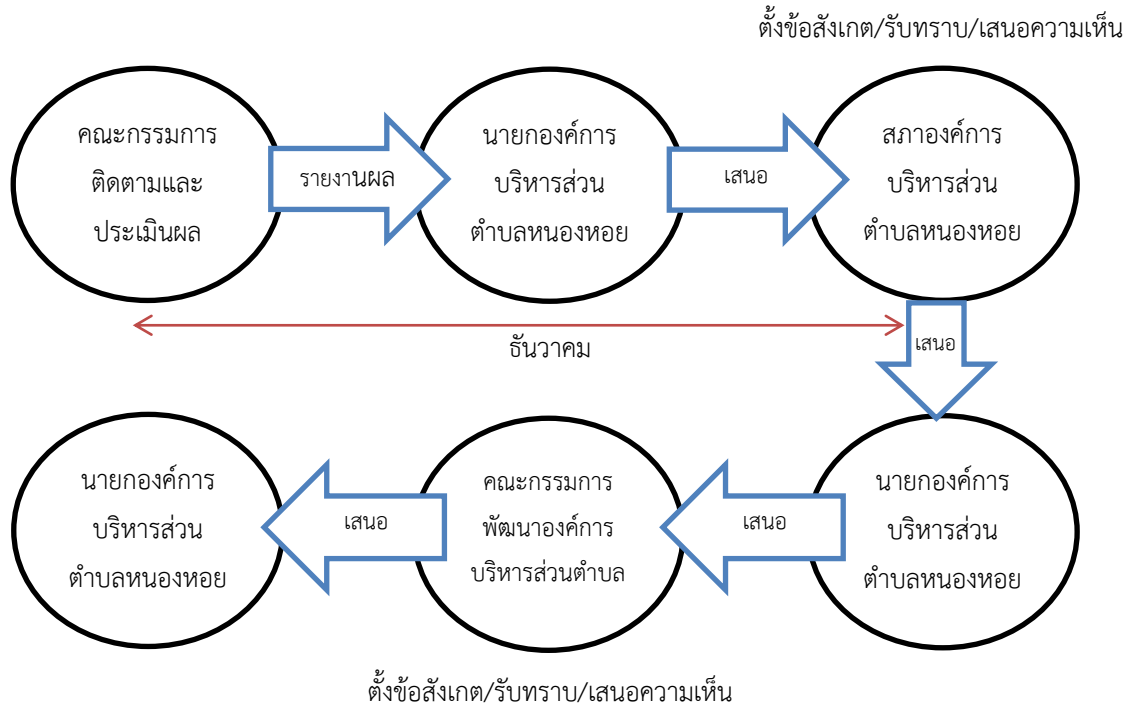 ตั้งข้อสังเกต/รับทราบ/เสนอความเห็น
คณะกรรมการ
ติดตามและ
ประเมินผล
รายงานผล
นายกองค์การ
บริหารส่วน
ตำบลหนองหอย
เสนอ
สภาองค์การ
บริหารส่วน
ตำบลหนองหอย
ธันวาคม
เสนอ
นายกองค์การ
บริหารส่วน
ตำบลหนองหอย
เสนอ
คณะกรรมการ
พัฒนาองค์การ
บริหารส่วนตำบล
เสนอ
นายกองค์การ
บริหารส่วน
ตำบลหนองหอย
ตั้งข้อสังเกต/รับทราบ/เสนอความเห็น